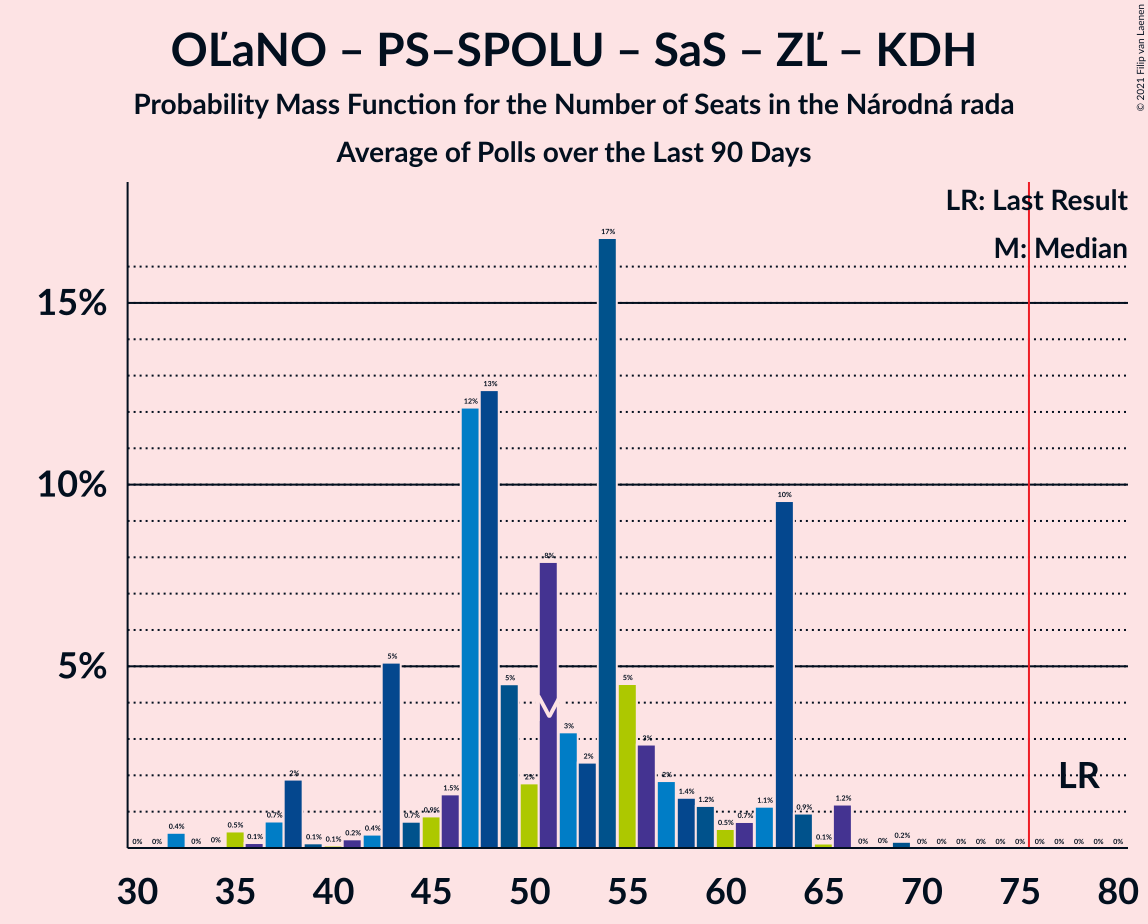 OĽaNO – PS–SPOLU – SaS – ZĽ – KDH
Probability Mass Function for the Number of Seats in the Národná rada
Average of Polls over the Last 90 Days
© 2021 Filip van Laenen
LR: Last Result
M: Median
15%
10%
5%
0% 0% 0.4% 0% 0% 0.5% 0.1% 0.7% 2% 0.1% 0.1% 0.2% 0.4% 5% 0.7% 0.9% 1.5% 12% 13% 5% 2% 8% 3% 2% 17% 5% 3% 2% 1.4% 1.2% 0.5% 0.7% 1.1% 10% 0.9% 0.1% 1.2% 0% 0% 0.2% 0% 0% 0% 0% 0% 0% 0% 0% 0% 0% 0%
LR
30 35 40 45 50 55 60 65 70 75 80